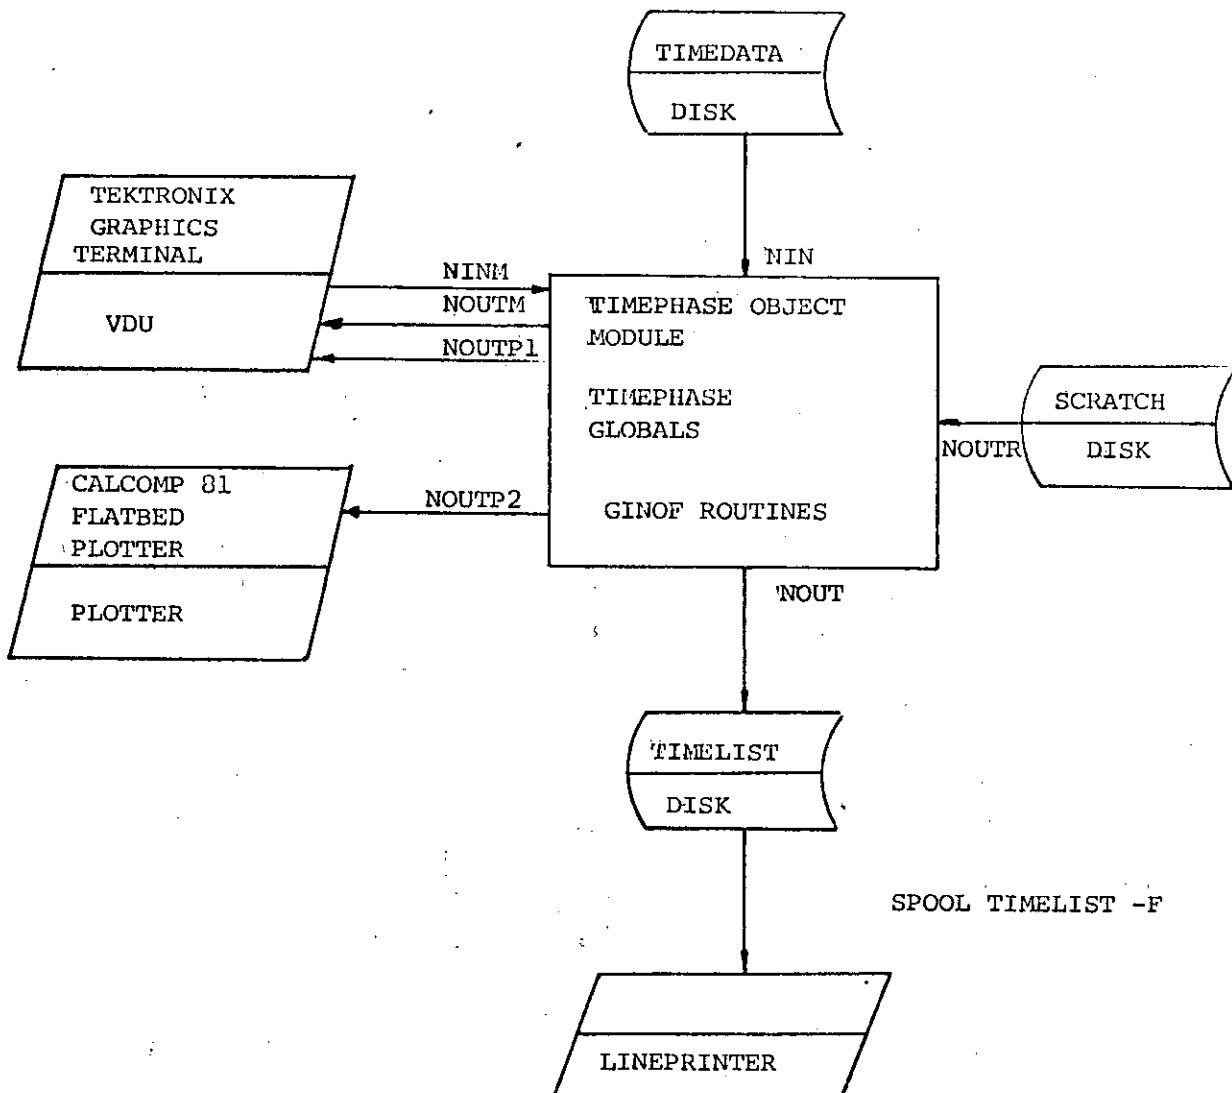 TIMEDATA
DISK
TEKTRONIX
GRAPHICS
TERMINAL
VDU
NINM
NOUTM
NOUTP1
NIN
TIMEPHASE OBJECT
MODULE
TIMEPHASE
GLOBALS
GINOF ROUTINES
SCRATCH
DISK
NOUTR
CALCOMP 81
FLATBED
PLOTTER
PLOTTER
NOUTP2
NOUT
TIMELIST
DISK
SPOOL TIMELIST -F
LINEPRINTER